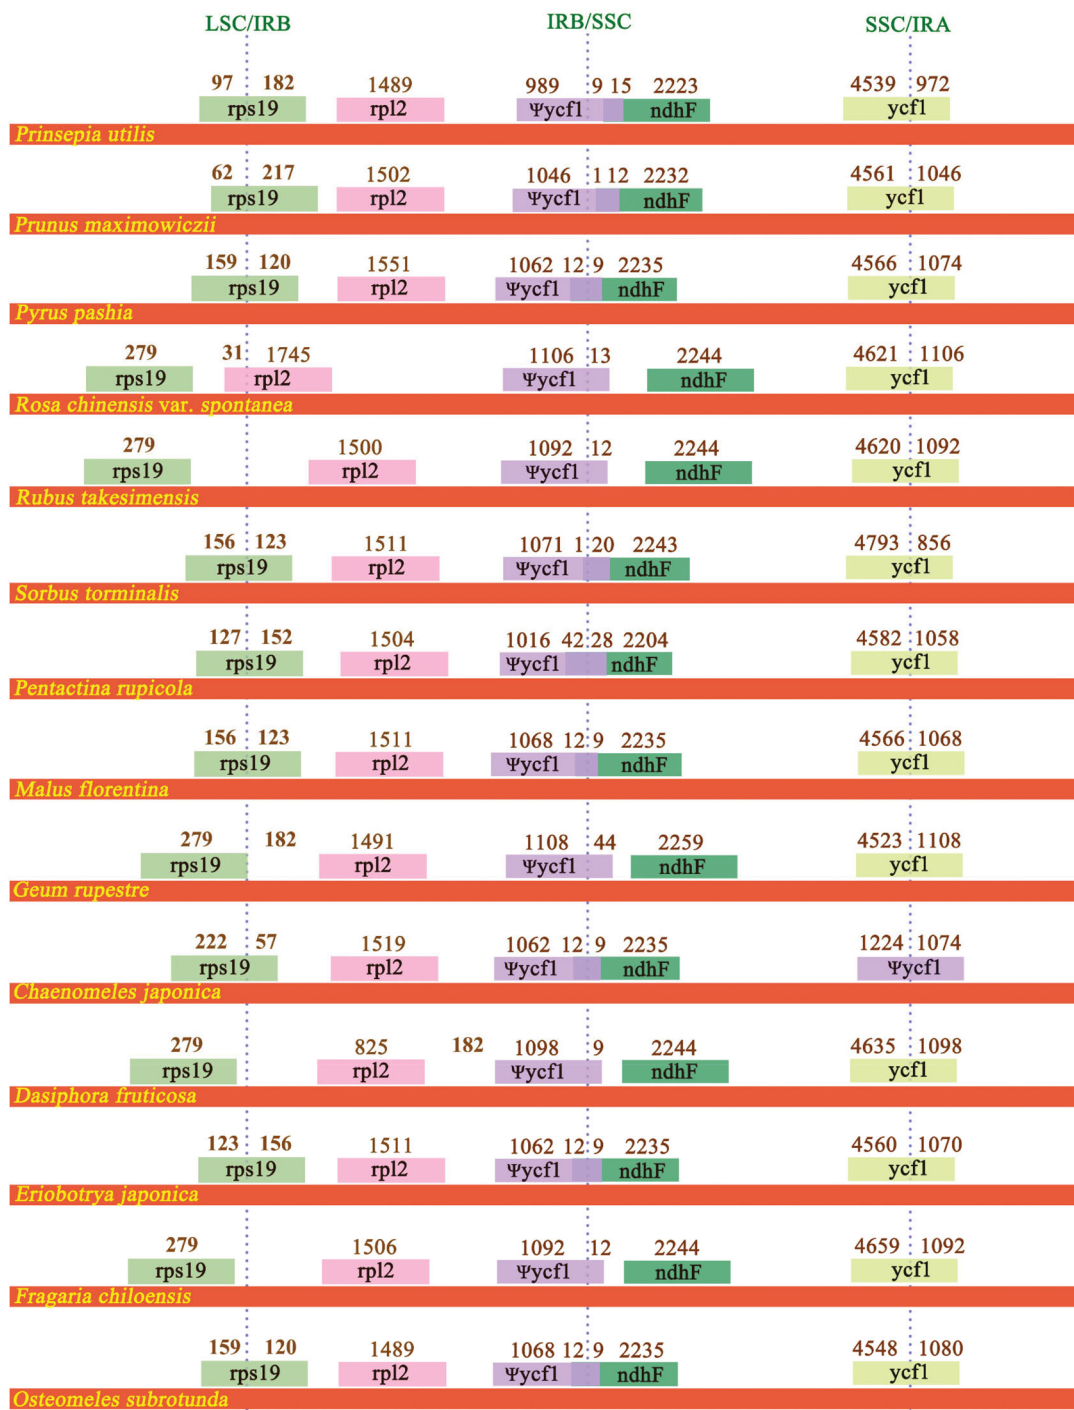 LSC/IRB IRB/SSC SSC/IRA
97 182 1489 989 9 15 2223 4539 972
rps19 rpl2 Ψycf1 ndhF ycf1
Prinsepia utilis
62 217 1502 1046 1 12 2232 4561 1046
rps19 rpl2 Ψycf1 ndhF ycf1
Prunus maximowiczii
159 120 1551 1062 12 9 2235 4566 1074
rps19 rpl2 Ψycf1 ndhF ycf1
Pyrus pashia
279 31 1745 1106 13 2244 4621 1106
rps19 rpl2 Ψycf1 ndhF ycf1
Rosa chinensis var. spontanea
279 1500 1092 12 2244 4620 1092
rps19 rpl2 Ψycf1 ndhF ycf1
Rubus takesimensis
156 123 1511 1071 1 20 2243 4793 856
rps19 rpl2 Ψycf1 ndhF ycf1
Sorbus torminalis
127 152 1504 1016 42 28 2204 4582 1058
rps19 rpl2 Ψycf1 ndhF ycf1
Pentactina rupicola
156 123 1511 1068 12 9 2235 4566 1068
rps19 rpl2 Ψycf1 ndhF ycf1
Malus florentina
279 182 1491 1108 44 2259 4523 1108
rps19 rpl2 Ψycf1 ndhF ycf1
Geum rupestre
222 57 1519 1062 12 9 2235 1224 1074
rps19 rpl2 Ψycf1 ndhF Ψycf1
Chaenomeles japonica
279 825 182 1098 9 2244 4635 1098
rps19 rpl2 Ψycf1 ndhF ycf1
Dasiphora fruticosa
123 156 1511 1062 12 9 2235 4560 1070
rps19 rpl2 Ψycf1 ndhF ycf1
Eriobotrya japonica
279 1506 1092 12 2244 4659 1092
rps19 rpl2 Ψycf1 ndhF ycf1
Fragaria chiloensis
159 120 1489 1068 12 9 2235 4548 1080
rps19 rpl2 Ψycf1 ndhF ycf1
Osteomeles subrotunda